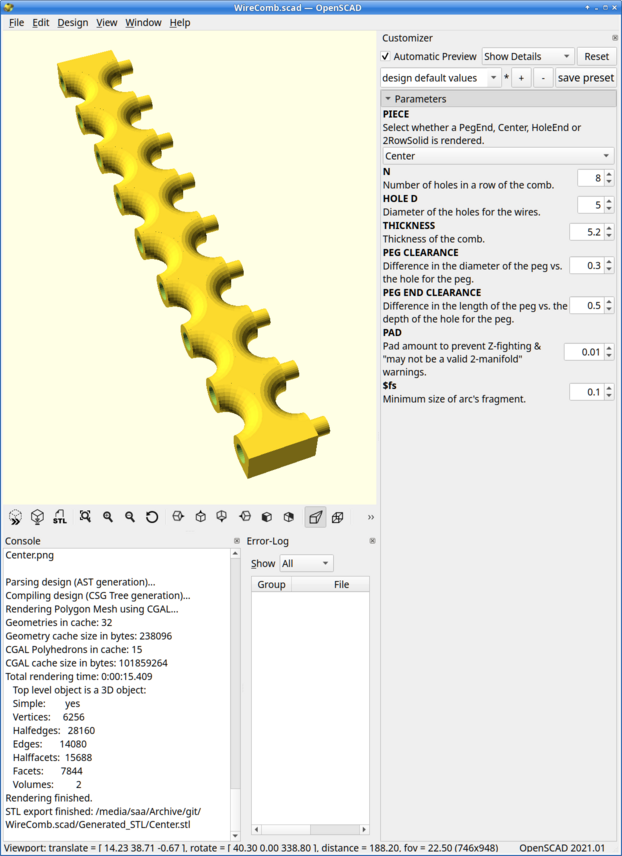 WireComb.scad — OpenSCAD
File Edit Design View Window Help
Customizer
Automatic Preview Show Details Reset
design default values * + - save preset
Parameters
PIECE
Select whether a PegEnd, Center, HoleEnd or
2RowSolid is rendered.
Center
N
Number of holes in a row of the comb.
8
HOLE D
Diameter of the holes for the wires.
5
THICKNESS
Thickness of the comb.
5.2
PEG CLEARANCE
Difference in the diameter of the peg vs.
the hole for the peg.
0.3
PEG END CLEARANCE
Difference in the length of the peg vs. the
depth of the hole for the peg.
0.5
PAD
Pad amount to prevent Z-fighting &
"may not be a valid 2-manifold"
warnings.
0.01
$fs
Minimum size of arc's fragment.
0.1
STL
>>
Console
Center.png
Parsing design (AST generation)...
Compiling design (CSG Tree generation)...
Rendering Polygon Mesh using CGAL...
Geometries in cache: 32
Geometry cache size in bytes: 238096
CGAL Polyhedrons in cache: 15
CGAL cache size in bytes: 101859264
Total rendering time: 0:00:15.409
Top level object is a 3D object:
Simple: yes
Vertices: 6256
Halfedges: 28160
Edges: 14080
Halffacets: 15688
Facets: 7844
Volumes: 2
Rendering finished.
STL export finished: /media/saa/Archive/git/
WireComb.scad/Generated_STL/Center.stl
Error-Log
Show All
Group File
Viewport: translate = [ 14.23 38.71 -0.67 ], rotate = [ 40.30 0.00 338.80 ], distance = 188.20, fov = 22.50 (746x948) OpenSCAD 2021.01